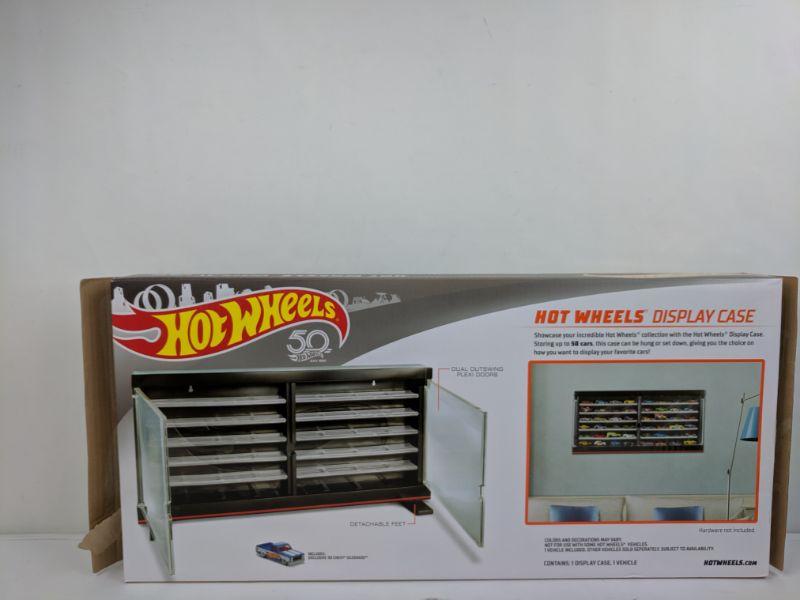 HOT WHEELS
50
HOT WHEELS™ DISPLAY CASE
Showcase your incredible Hot Wheels® collection with the Hot Wheels® Display Case.
Storing up to 50 cars, this case can be hung or set down, giving you the choice on
how you want to display your favorite cars!
DUAL OUTSWING
PLEXI DOORS
DETACHABLE FEET
INCLUDES:
Hardware not included.
COLORS AND DECORATIONS MAY VARY.
NOT FOR USE WITH SOME HOT WHEELS® VEHICLES.
1 VEHICLE INCLUDED. OTHER VEHICLES SOLD SEPARATELY, SUBJECT TO AVAILABILITY.
CONTAINS: 1 DISPLAY CASE, 1 VEHICLE
HOTWHEELS.COM